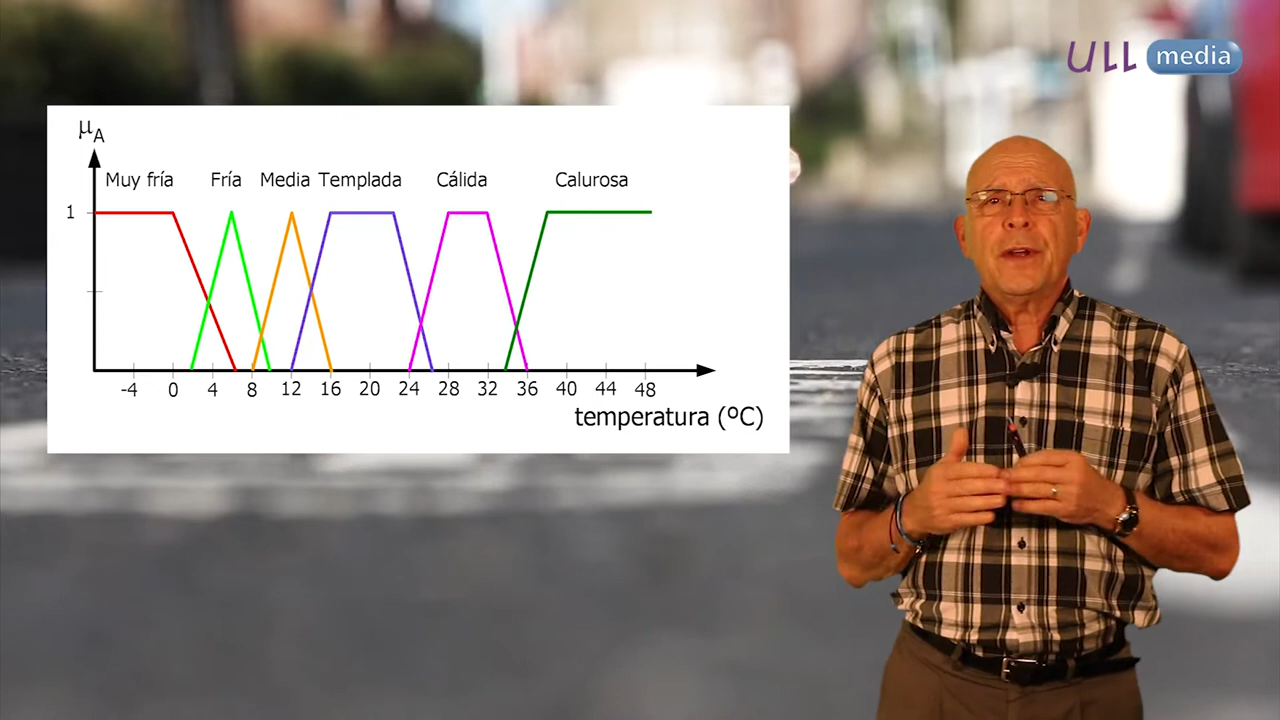 ULL media
μA
Muy fría Fría Media Templada Cálida Calurosa
1
-4 0 4 8 12 16 20 24 28 32 36 40 44 48
temperatura (ºC)